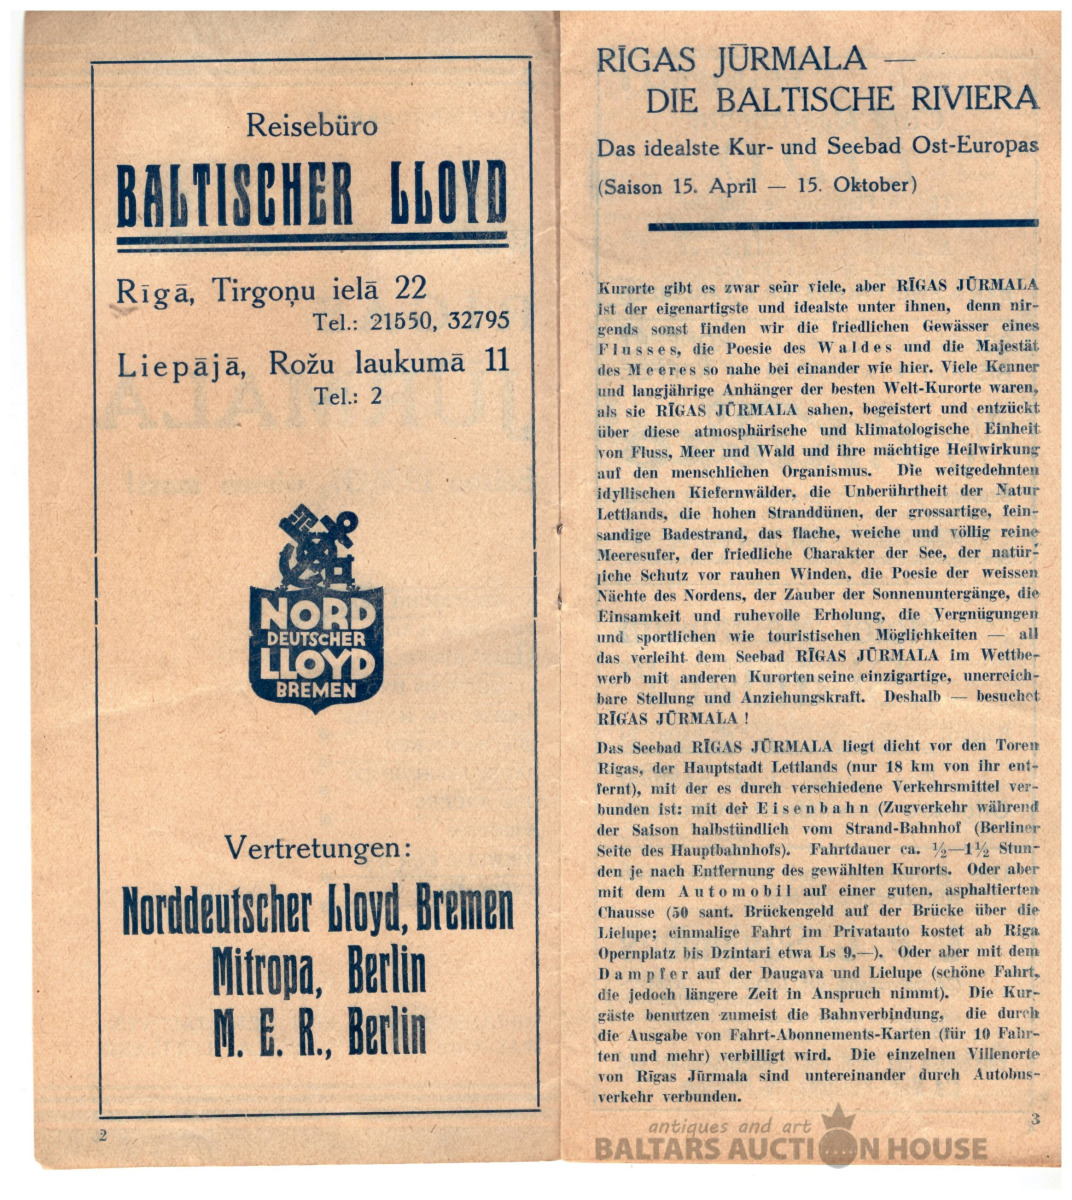 Reisebüro
BALTISCHER LLOYD
Rīgā, Tirgoņu ielā 22
Tel.: 21550, 32795
Liepājā, Rožu laukumā 11
Tel.: 2
NORD
DEUTSCHER
LLOYD
BREMEN
Vertretungen:
Norddeutscher Lloyd, Bremen
Mitropa, Berlin
M. E. R., Berlin
2
RĪGAS JŪRMALA —
DIE BALTISCHE RIVIERA
Das idealste Kur- und Seebad Ost-Europas
(Saison 15. April — 15. Oktober)
Kurorte gibt es zwar sehr viele, aber RĪGAS JŪRMALA
ist der eigenartigste und idealste unter ihnen, denn nir-
gends sonst finden wir die friedlichen Gewässer eines
Flusses, die Poesie des Waldes und die Majestät
des Meeres so nahe bei einander wie hier. Viele Kenner
und langjährige Anhänger der besten Welt-Kurorte waren,
als sie RĪGAS JŪRMALA sahen, begeistert und entzückt
über diese atmosphärische und klimatologische Einheit
von Fluss, Meer und Wald und ihre mächtige Heilwirkung
auf den menschlichen Organismus. Die weitgedehnten
idyllischen Kiefernwälder, die Unberührtheit der Natur
Lettlands, die hohen Stranddünen, der grossartige, fein-
sandige Badestrand, das flache, weiche und völlig reine
Meeresufer, der friedliche Charakter der See, der natür-
liche Schutz vor rauhen Winden, die Poesie der weissen
Nächte des Nordens, der Zauber der Sonnenuntergänge, die
Einsamkeit und ruhevolle Erholung, die Vergnügungen
und sportlichen wie touristischen Möglichkeiten — all
das verleiht dem Seebad RĪGAS JŪRMALA im Wettbe-
werb mit anderen Kurorten seine einzigartige, unerreich-
bare Stellung und Anziehungskraft. Deshalb — besuchet
RĪGAS JŪRMALA !
Das Seebad RĪGAS JŪRMALA liegt dicht vor den Toren
Rigas, der Hauptstadt Lettlands (nur 18 km von ihr ent-
fernt), mit der es durch verschiedene Verkehrsmittel ver-
bunden ist: mit der Eisenbahn (Zugverkehr während
der Saison halbstündlich vom Strand-Bahnhof (Berliner
Seite des Hauptbahnhofs). Fahrtdauer ca. ½—1½ Stun-
den je nach Entfernung des gewählten Kurorts. Oder aber
mit dem Automobil auf einer guten, asphaltierten
Chausse (50 sant. Brückengeld auf der Brücke über die
Lielupe; einmalige Fahrt im Privatauto kostet ab Riga
Opernplatz bis Dzintari etwa Ls 9,—). Oder aber mit dem
Dampfer auf der Daugava und Lielupe (schöne Fahrt,
die jedoch längere Zeit in Anspruch nimmt). Die Kur-
gäste benutzen zumeist die Bahnverbindung, die durch
die Ausgabe von Fahrt-Abonnements-Karten (für 10 Fahr-
ten und mehr) verbilligt wird. Die einzelnen Villenorte
von Rīgas Jūrmala sind untereinander durch Autobus-
verkehr verbunden.
3
antiques and art
BALTARS AUCTION HOUSE